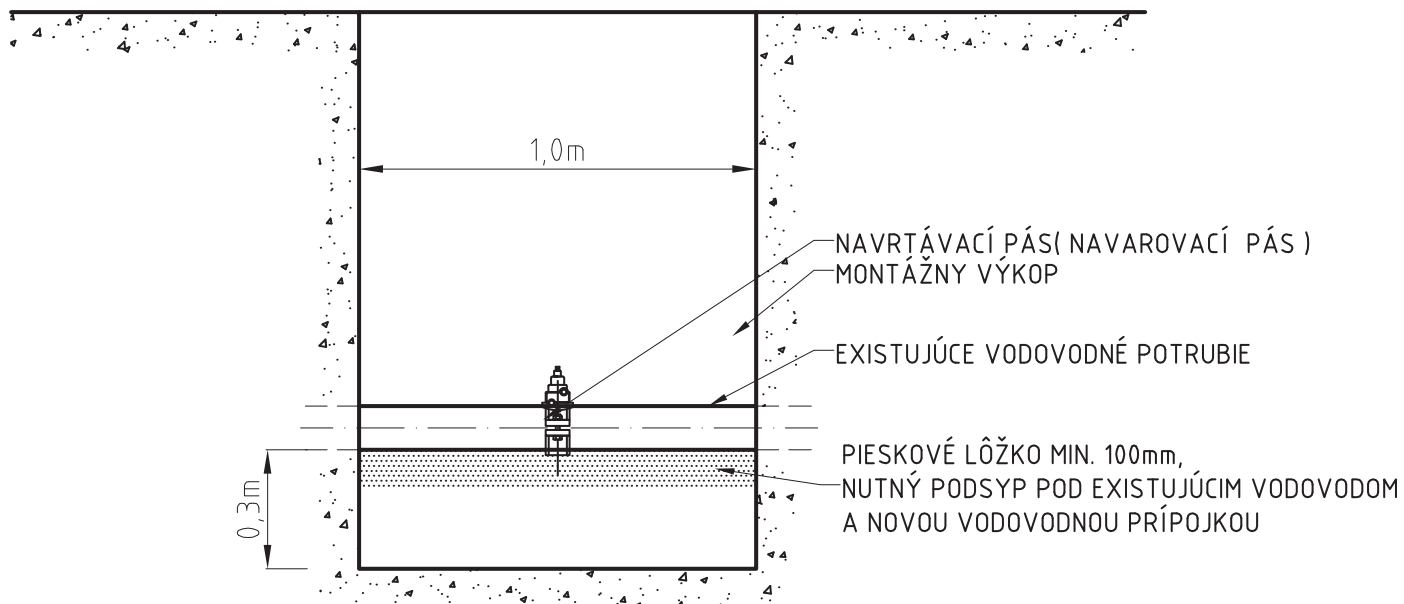 1,0m
NAVRTÁVACÍ PÁS( NAVAROVACÍ PÁS )
MONTÁŽNY VÝKOP
EXISTUJÚCE VODOVODNÉ POTRUBIE
PIESKOVÉ LÔŽKO MIN. 100mm,
NUTNÝ PODSYP POD EXISTUJÚCIM VODOVODOM
A NOVOU VODOVODNOU PRÍPOJKOU
0,3m